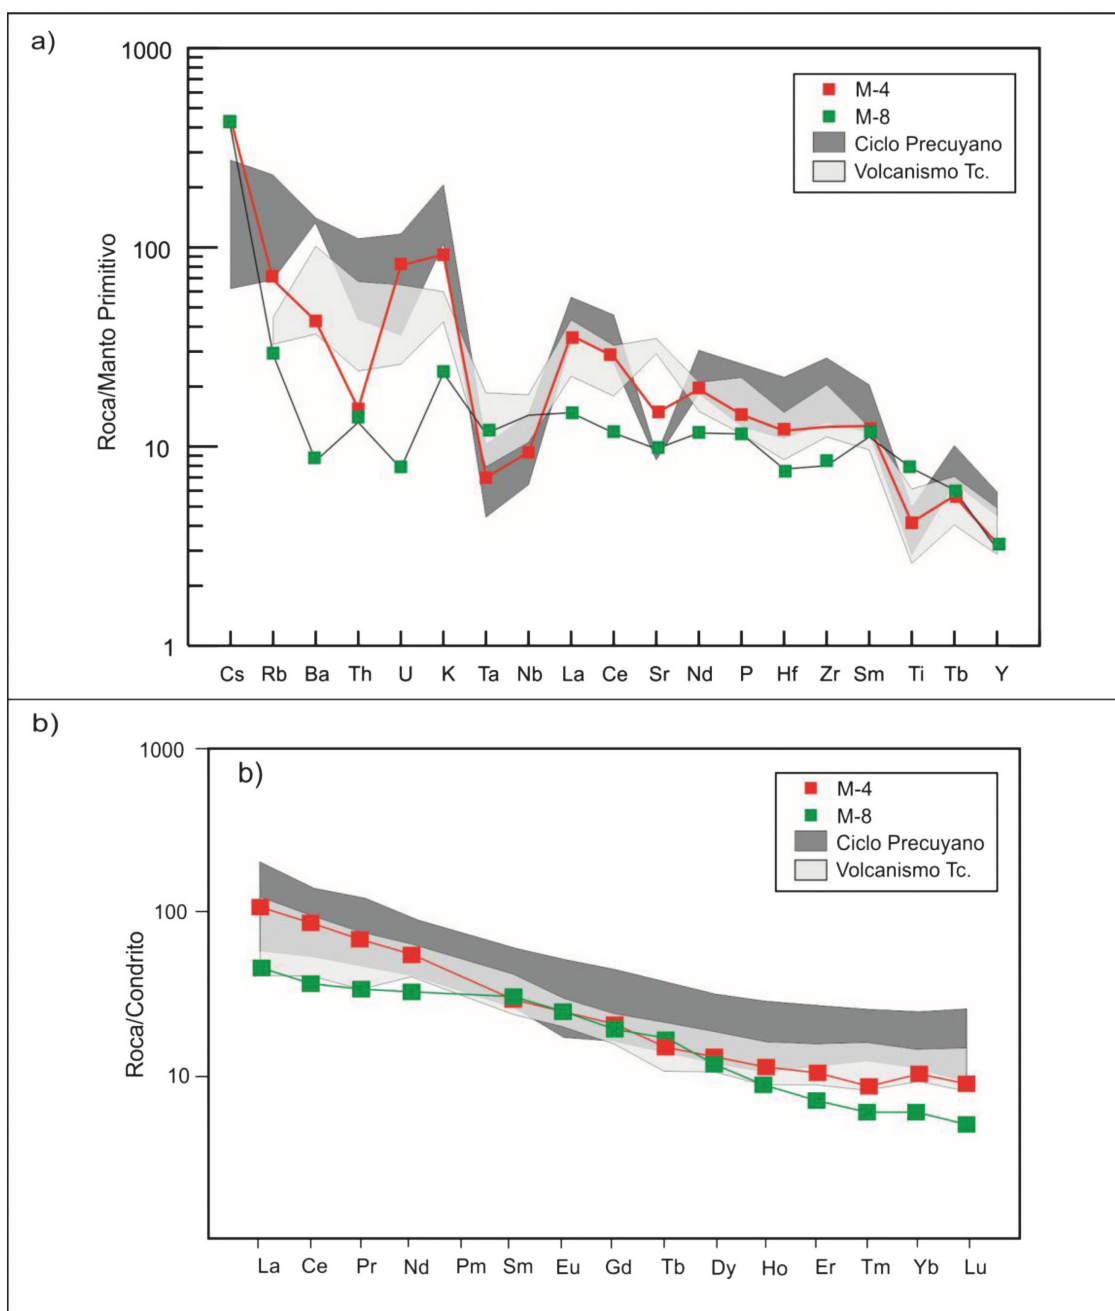 a)
1000
100
10
1
Roca/Manto Primitivo
M-4
M-8
Ciclo Precuyano
Volcanismo Tc.
Cs Rb Ba Th U K Ta Nb La Ce Sr Nd P Hf Zr Sm Ti Tb Y
b)
b)
1000
100
10
Roca/Condrito
M-4
M-8
Ciclo Precuyano
Volcanismo Tc.
La Ce Pr Nd Pm Sm Eu Gd Tb Dy Ho Er Tm Yb Lu